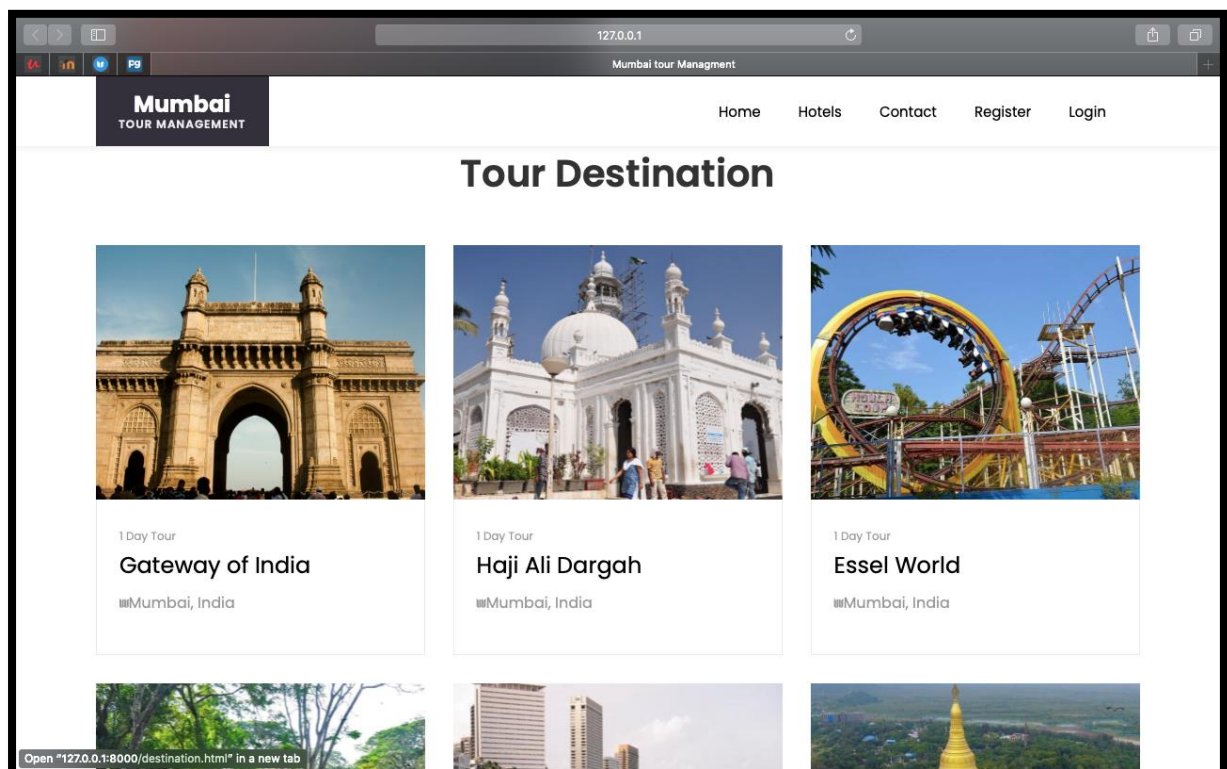 127.0.0.1
in
Pg
Mumbai tour Managment
Mumbai
TOUR MANAGEMENT
Home Hotels Contact Register Login
Tour Destination
1 Day Tour
Gateway of India
Mumbai, India
1 Day Tour
Haji Ali Dargah
Mumbai, India
1 Day Tour
Essel World
Mumbai, India
Open "127.0.0.1:8000/destination.html" in a new tab